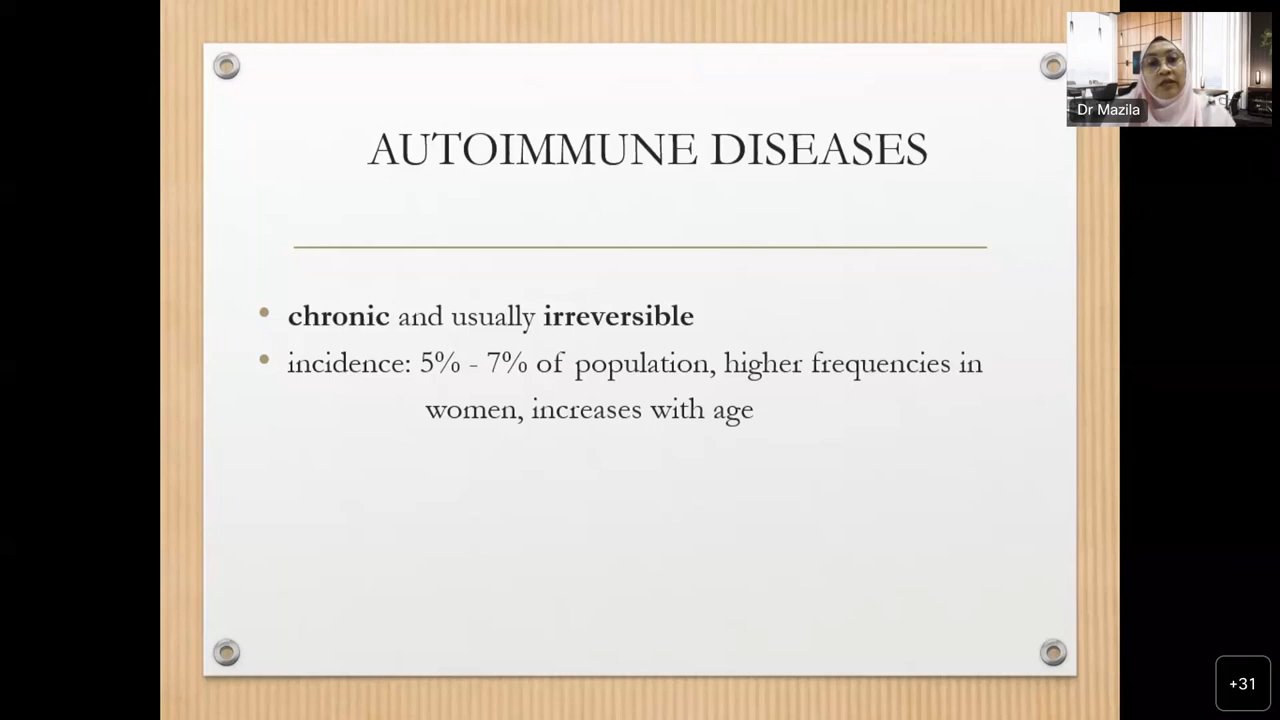 Dr Mazila
AUTOIMMUNE DISEASES
• chronic and usually irreversible
• incidence: 5% - 7% of population, higher frequencies in
women, increases with age
+31